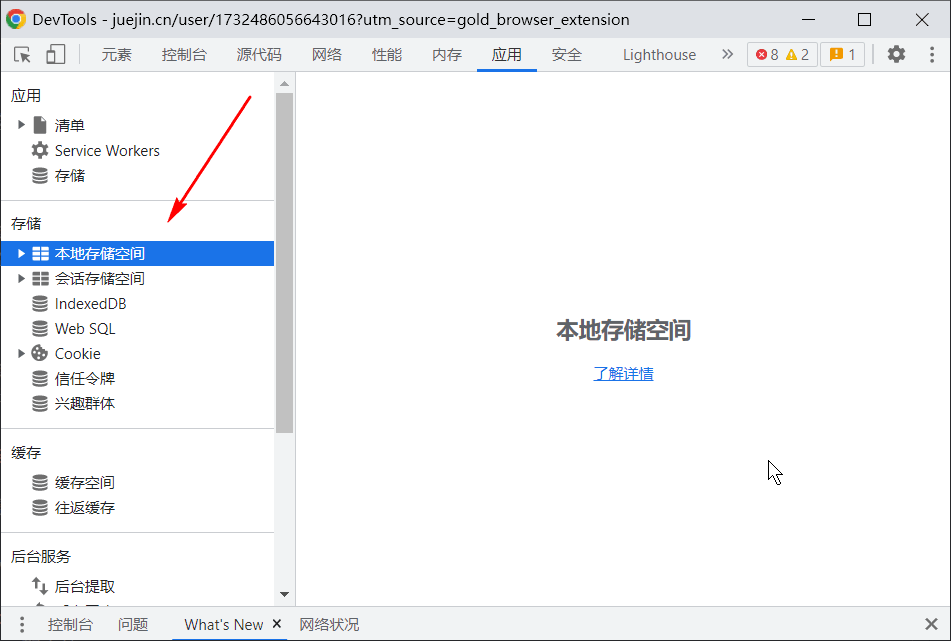 DevTools - juejin.cn/user/1732486056643016?utm_source=gold_browser_extension
元素 控制台 源代码 网络 性能 内存 应用 安全 Lighthouse 8 2 1
应用
清单
Service Workers
存储
存储
本地存储空间
会话存储空间
IndexedDB
Web SQL
Cookie
信任令牌
兴趣群体
缓存
缓存空间
往返缓存
后台服务
后台提取
本地存储空间
了解详情
控制台 问题 What's New 网络状况